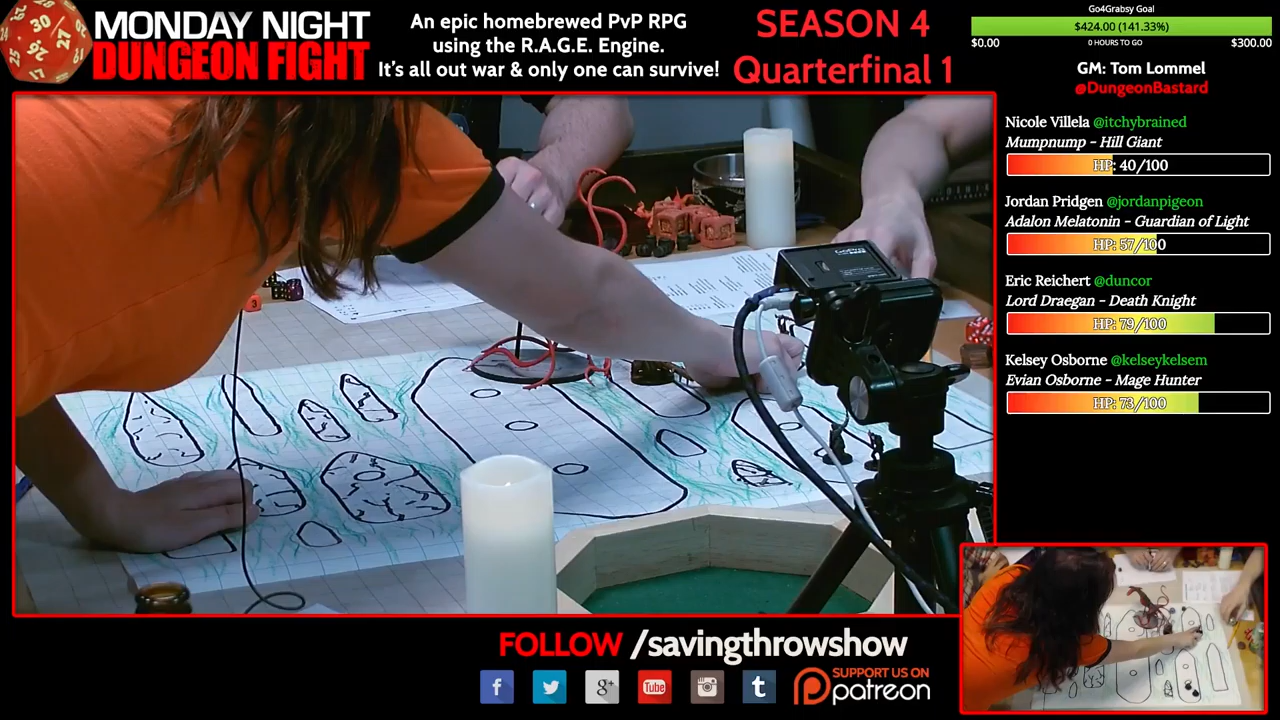 MONDAY NIGHT
DUNGEON FIGHT
An epic homebrewed PvP RPG
using the R.A.G.E. Engine.
It's all out war & only one can survive!
SEASON 4
Quarterfinal 1
Go4Grabsy Goal
$424.00 (141.33%)
$0.00 0 HOURS TO GO $300.00
GM: Tom Lommel
@DungeonBastard
Nicole Villela @itchybrained
Mumpnump - Hill Giant
HP: 40/100
Jordan Pridgen @jordanpigeon
Adalon Melatonin - Guardian of Light
HP: 57/100
Eric Reichert @duncor
Lord Draegan - Death Knight
HP: 79/100
Kelsey Osborne @kelseykelsem
Evian Osborne - Mage Hunter
HP: 73/100
FOLLOW /savingthrowshow
f g+ You Tube t
SUPPORT US ON
patreon
30
27